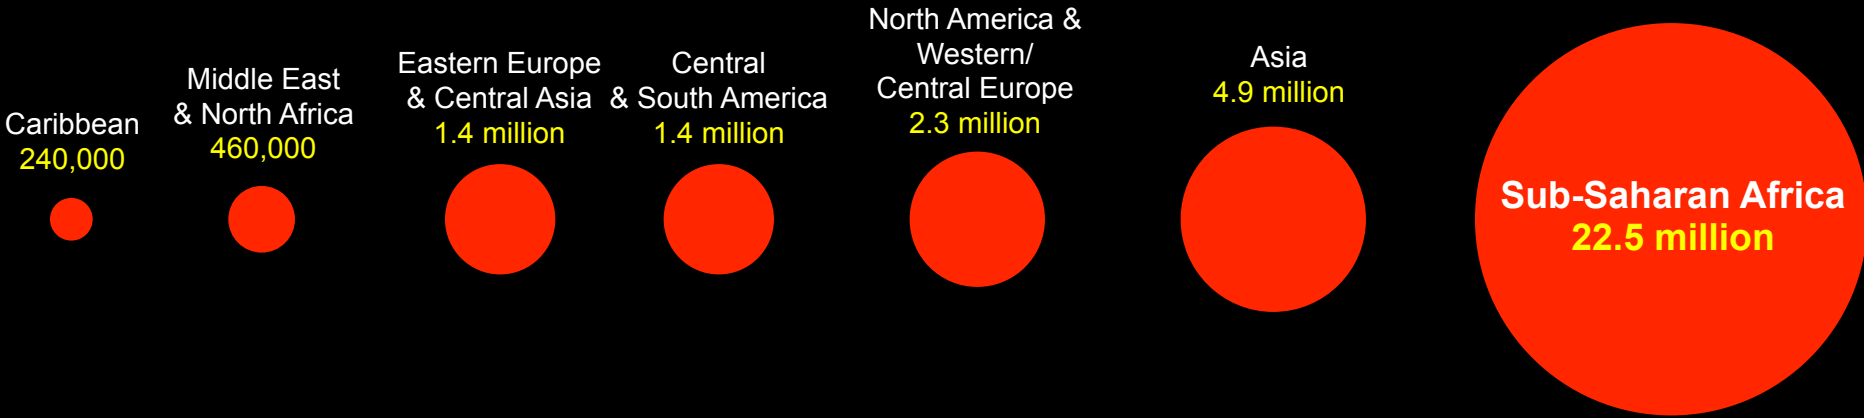 Caribbean
240,000
Middle East
& North Africa
460,000
Eastern Europe
& Central Asia
1.4 million
Central
& South America
1.4 million
North America &
Western/
Central Europe
2.3 million
Asia
4.9 million
Sub-Saharan Africa
22.5 million